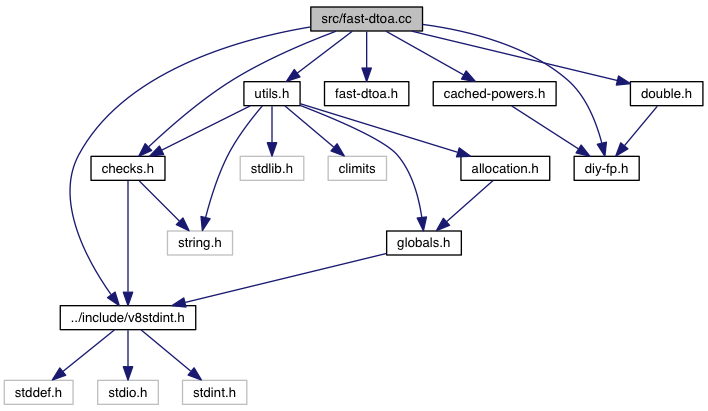 src/fast-dtoa.cc
utils.h
fast-dtoa.h
cached-powers.h
double.h
checks.h
stdlib.h
climits
allocation.h
diy-fp.h
string.h
globals.h
../include/v8stdint.h
stddef.h
stdio.h
stdint.h